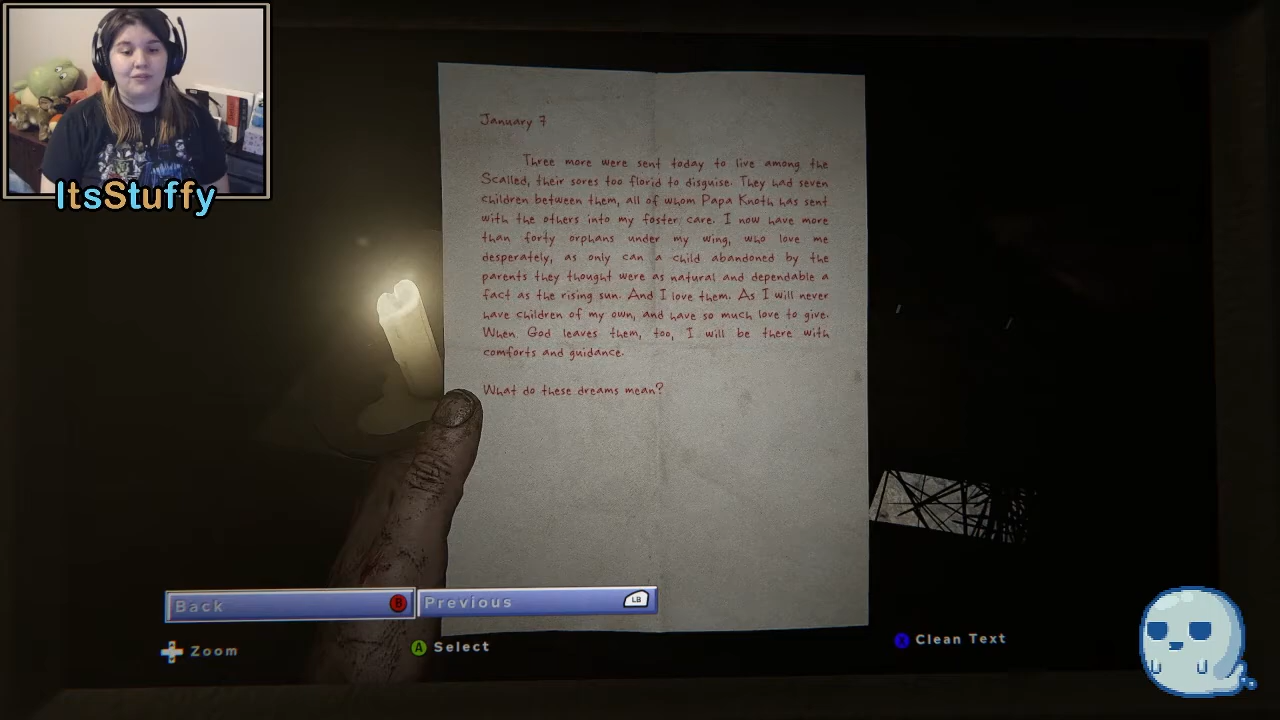 ItsStuffy
January 7
Three more were sent today to live among the
Scalled, their sores too florid to disguise. They had seven
children between them, all of whom Papa Knoth has sent
with the others into my foster care. I now have more
than forty orphans under my wing, who love me
desperately, as only can a child abandoned by the
parents they thought were as natural and dependable a
fact as the rising sun. And I love them. As I will never
have children of my own, and have so much love to give.
When God leaves them, too, I will be there with
comforts and guidance.
What do these dreams mean?
Back B
Previous LB
Zoom
A Select
X Clean Text